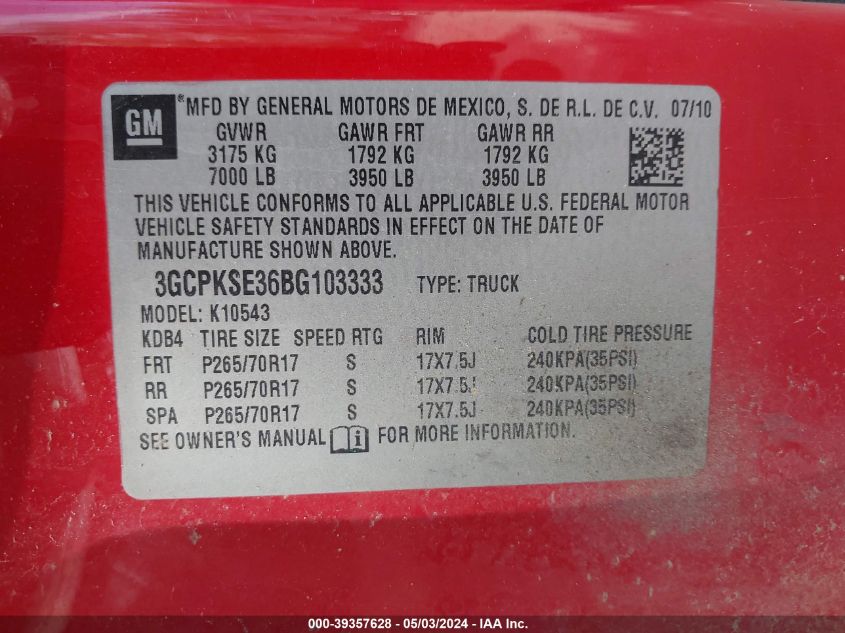 GM ® MFD BY GENERAL MOTORS DE MEXICO, S. DE R.L. DE C.V. 07/10
GVWR GAWR FRT GAWR RR
3175 KG 1792 KG 1792 KG
7000 LB 3950 LB 3950 LB
THIS VEHICLE CONFORMS TO ALL APPLICABLE U.S. FEDERAL MOTOR
VEHICLE SAFETY STANDARDS IN EFFECT ON THE DATE OF
MANUFACTURE SHOWN ABOVE.
3GCPKSE36BG103333 TYPE: TRUCK
MODEL: K10543
KDB4 TIRE SIZE SPEED RTG RIM COLD TIRE PRESSURE
FRT P265/70R17 S 17X7.5J 240KPA(35PSI)
RR P265/70R17 S 17X7.5J 240KPA(35PSI)
SPA P265/70R17 S 17X7.5J 240KPA(35PSI)
SEE OWNER'S MANUAL i FOR MORE INFORMATION.
000-39357628 - 05/03/2024 - IAA Inc.